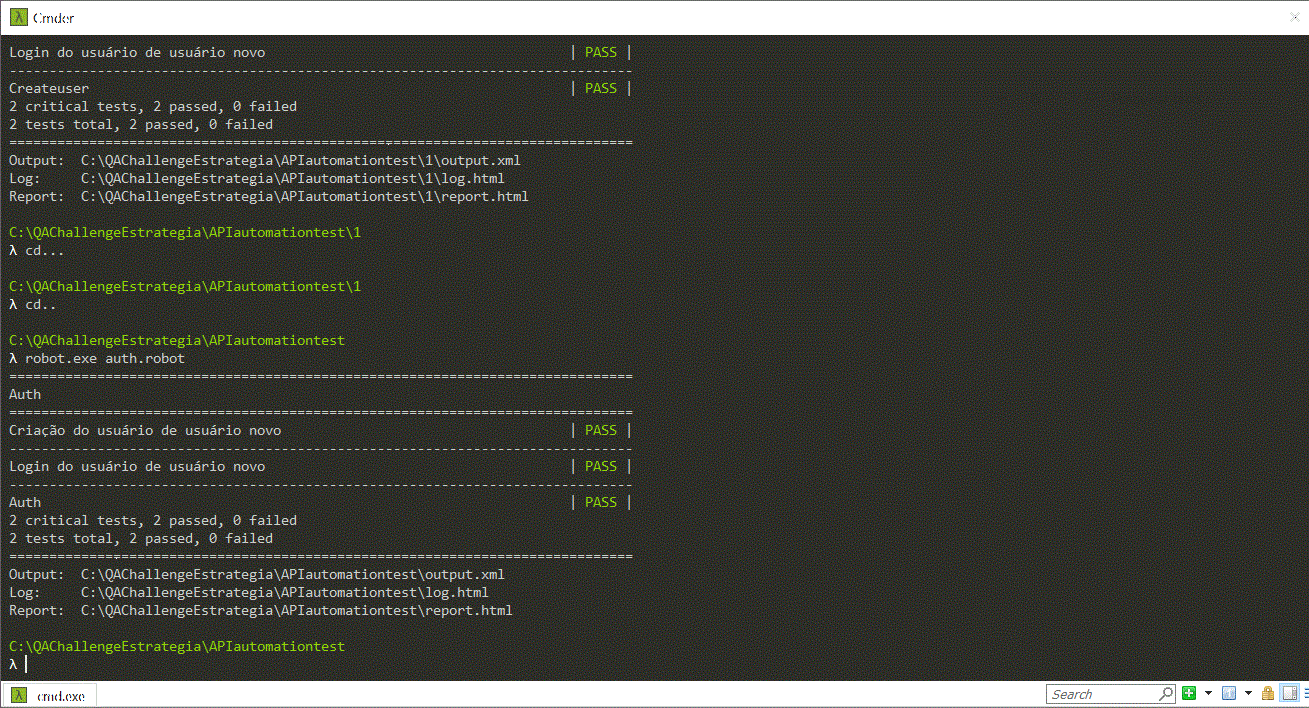 Cmder
Login do usuário de usuário novo | PASS |
------------------------------------------------------------------------------
Createuser | PASS |
2 critical tests, 2 passed, 0 failed
2 tests total, 2 passed, 0 failed
==============================================================================
Output:  C:\QAChallengeEstrategia\APIautomationtest\1\output.xml
Log:     C:\QAChallengeEstrategia\APIautomationtest\1\log.html
Report:  C:\QAChallengeEstrategia\APIautomationtest\1\report.html
C:\QAChallengeEstrategia\APIautomationtest\1
λ cd...
C:\QAChallengeEstrategia\APIautomationtest\1
λ cd..
C:\QAChallengeEstrategia\APIautomationtest
λ robot.exe auth.robot
==============================================================================
Auth
==============================================================================
Criação do usuário de usuário novo | PASS |
------------------------------------------------------------------------------
Login do usuário de usuário novo | PASS |
------------------------------------------------------------------------------
Auth | PASS |
2 critical tests, 2 passed, 0 failed
2 tests total, 2 passed, 0 failed
==============================================================================
Output:  C:\QAChallengeEstrategia\APIautomationtest\output.xml
Log:     C:\QAChallengeEstrategia\APIautomationtest\log.html
Report:  C:\QAChallengeEstrategia\APIautomationtest\report.html
C:\QAChallengeEstrategia\APIautomationtest
λ
λ cmd.exe Search